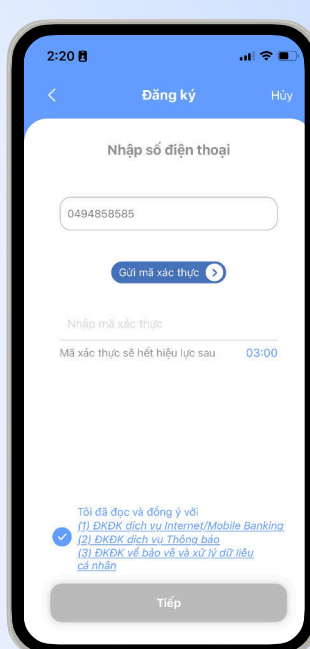 2:20
Đăng ký
Hủy
Nhập số điện thoại
0494858585
Gửi mã xác thực
Nhập mã xác thực
Mã xác thực sẽ hết hiệu lực sau 03:00
Tôi đã đọc và đồng ý với
(1) ĐKĐK dịch vụ Internet/Mobile Banking
(2) ĐKĐK dịch vụ Thông báo
(3) ĐKĐK về bảo vệ và xử lý dữ liệu
cá nhân
Tiếp